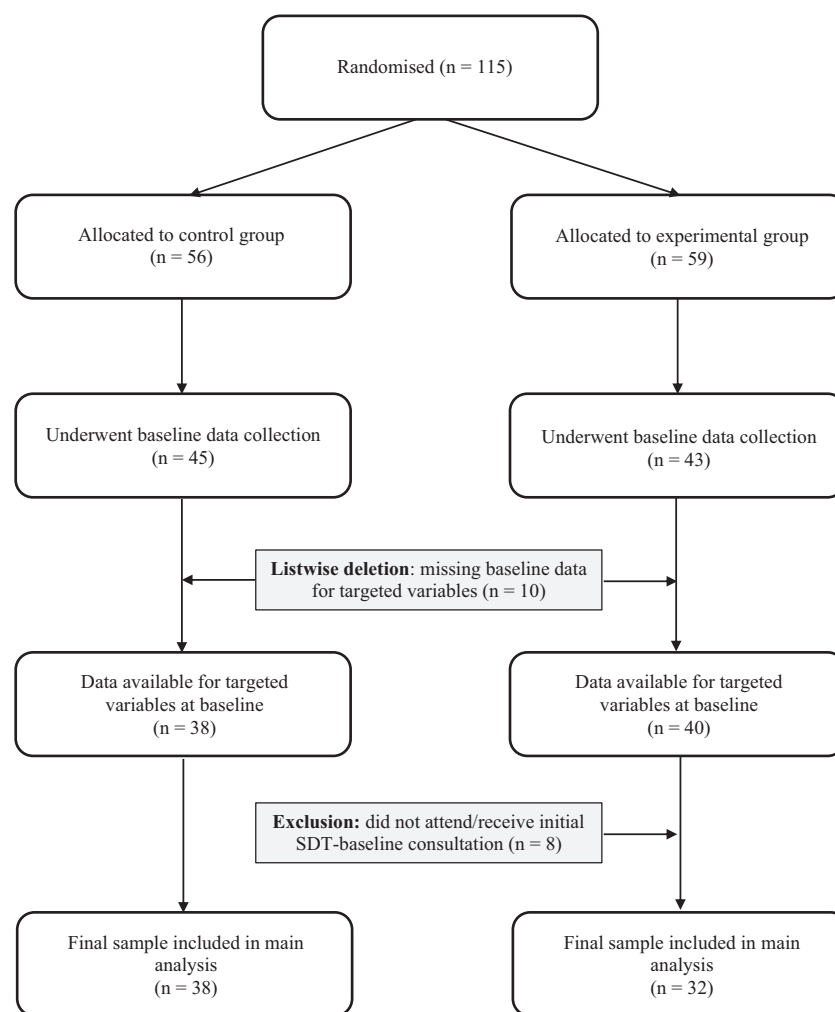 Randomised (n = 115)
Allocated to control group
(n = 56)
Allocated to experimental group
(n = 59)
Underwent baseline data collection
(n = 45)
Underwent baseline data collection
(n = 43)
Listwise deletion: missing baseline data
for targeted variables (n = 10)
Data available for targeted
variables at baseline
(n = 38)
Data available for targeted
variables at baseline
(n = 40)
Exclusion: did not attend/receive initial
SDT-baseline consultation (n = 8)
Final sample included in main
analysis
(n = 38)
Final sample included in main
analysis
(n = 32)